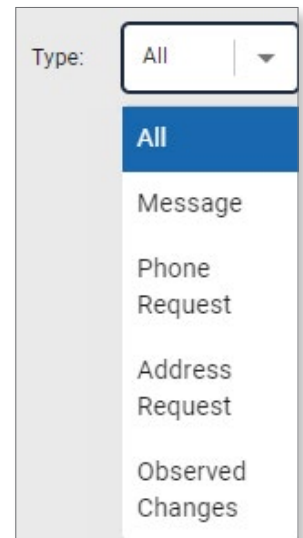 Type: All
All
Message
Phone
Request
Address
Request
Observed
Changes